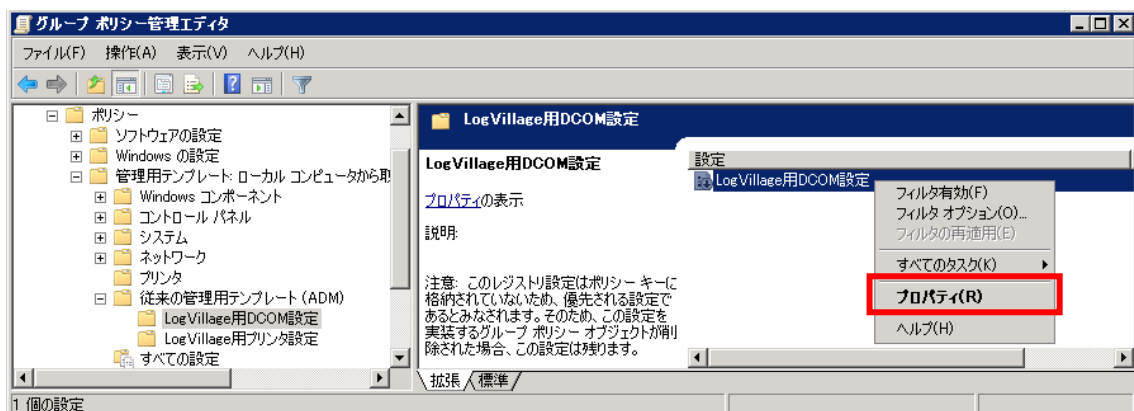 グループ ポリシー管理エディタ
ファイル(F) 操作(A) 表示(V) ヘルプ(H)
ポリシー
ソフトウェアの設定
Windows の設定
管理用テンプレート: ローカル コンピュータから取
Windows コンポーネント
コントロール パネル
システム
ネットワーク
プリンタ
従来の管理用テンプレート (ADM)
LogVillage用DCOM設定
LogVillage用プリンタ設定
すべての設定
LogVillage用DCOM設定
LogVillage用DCOM設定
プロパティの表示
説明:
注意: このレジストリ設定はポリシー キーに
格納されていないため、優先される設定で
あるとみなされます。そのため、この設定を
実装するグループ ポリシー オブジェクトが削
除された場合、この設定は残ります。
設定
LogVillage用DCOM設定
フィルタ有効(F)
フィルタ オプション(O)...
フィルタの再適用(E)
すべてのタスク(K)
プロパティ(R)
ヘルプ(H)
拡張 標準
1 個の設定